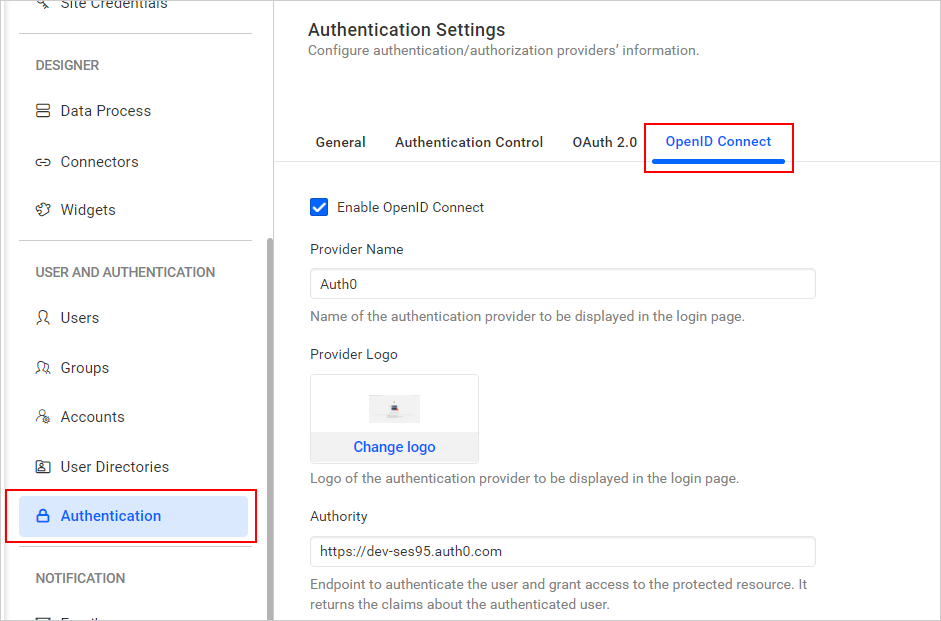 Site Credentials
DESIGNER
Data Process
Connectors
Widgets
USER AND AUTHENTICATION
Users
Groups
Accounts
User Directories
Authentication
NOTIFICATION
Authentication Settings
Configure authentication/authorization providers' information.
General
Authentication Control
OAuth 2.0
OpenID Connect
Enable OpenID Connect
Provider Name
Auth0
Name of the authentication provider to be displayed in the login page.
Provider Logo
Change logo
Logo of the authentication provider to be displayed in the login page.
Authority
https://dev-ses95.auth0.com
Endpoint to authenticate the user and grant access to the protected resource. It
returns the claims about the authenticated user.